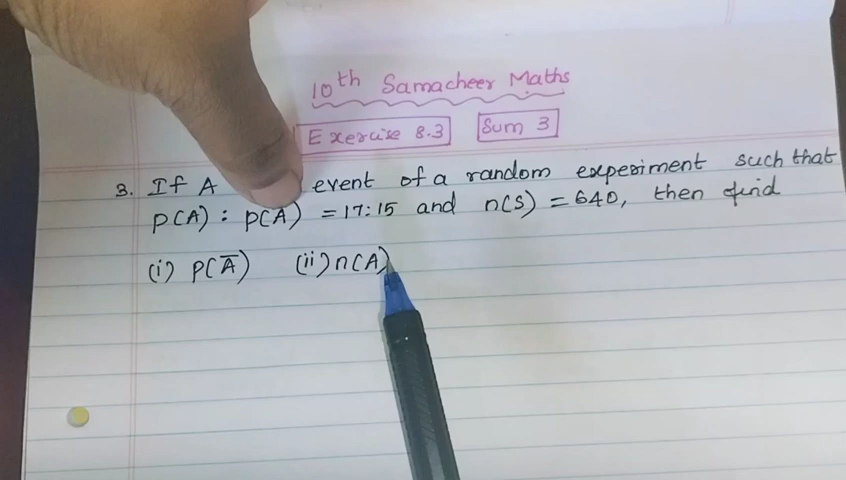 10th Samacheer Maths
Exercise 8.3 Sum 3
3. If A event of a random experiment such that
P(A) : P(A̅) = 17:15 and n(S) = 640, then find
(i) P(A̅) (ii) n(A)